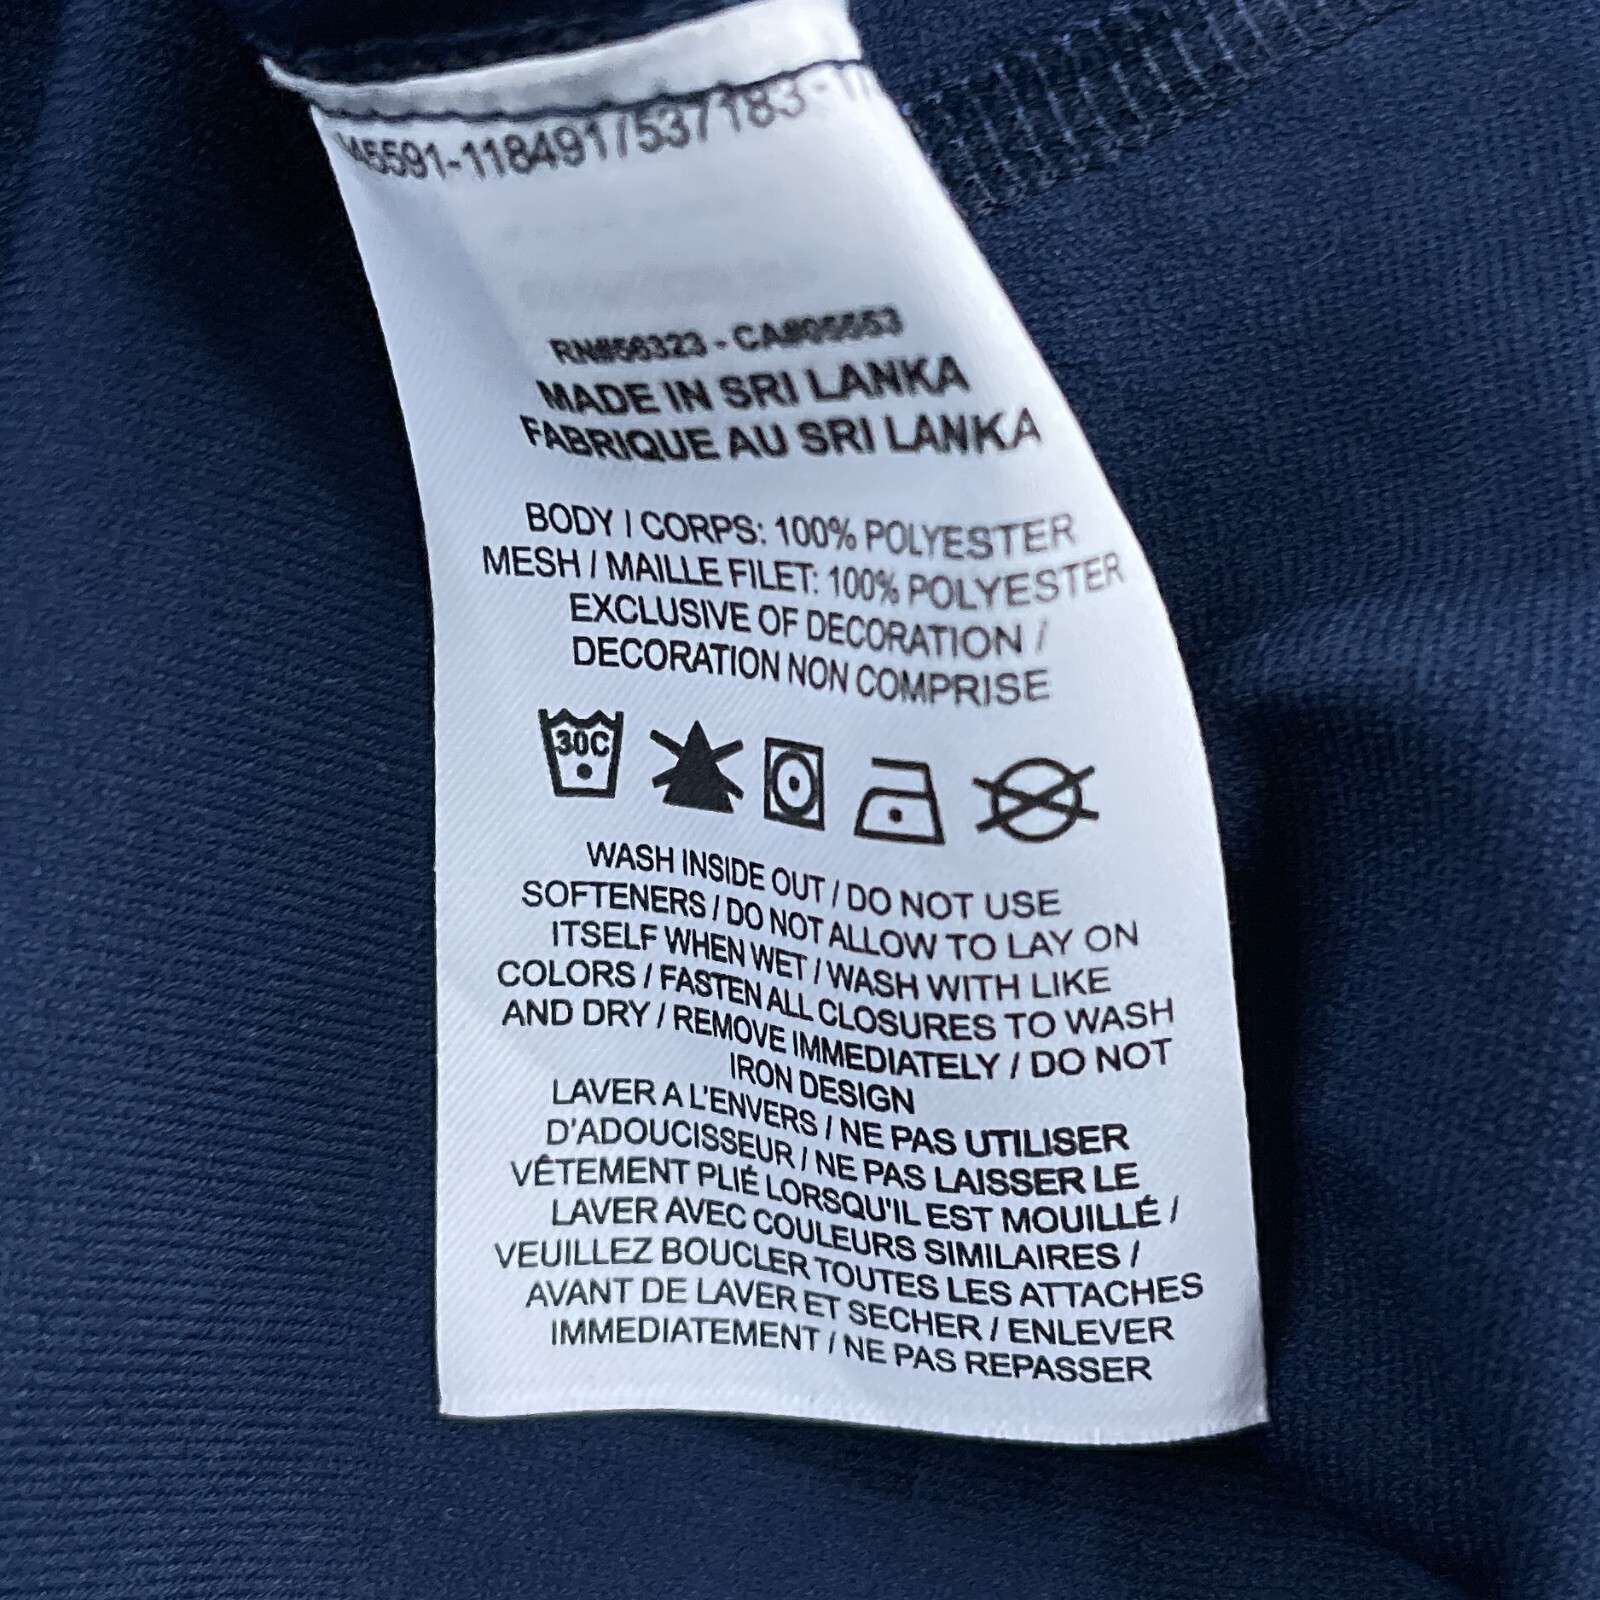 5591-118491/537183-1
RN#56323 - CA#05553
MADE IN SRI LANKA
FABRIQUE AU SRI LANKA
BODY / CORPS: 100% POLYESTER
MESH / MAILLE FILET: 100% POLYESTER
EXCLUSIVE OF DECORATION /
DECORATION NON COMPRISE
30C
WASH INSIDE OUT / DO NOT USE
SOFTENERS / DO NOT ALLOW TO LAY ON
ITSELF WHEN WET / WASH WITH LIKE
COLORS / FASTEN ALL CLOSURES TO WASH
AND DRY / REMOVE IMMEDIATELY / DO NOT
IRON DESIGN
LAVER A L'ENVERS / NE PAS UTILISER
D'ADOUCISSEUR / NE PAS LAISSER LE
VÊTEMENT PLIÉ LORSQU'IL EST MOUILLÉ /
LAVER AVEC COULEURS SIMILAIRES /
VEUILLEZ BOUCLER TOUTES LES ATTACHES
AVANT DE LAVER ET SECHER / ENLEVER
IMMEDIATEMENT / NE PAS REPASSER